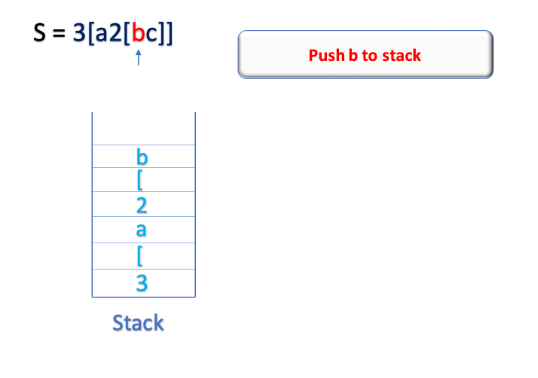 S = 3[a2[bc]]
Push b to stack
b
[
2
a
[
3
Stack